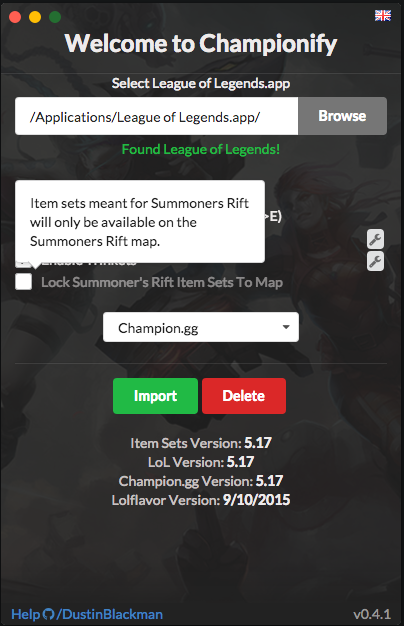 Welcome to Championify
Select League of Legends.app
/Applications/League of Legends.app/
Browse
Found League of Legends!
Item sets meant for Summoners Rift
will only be available on the
Summoners Rift map.
>E)
Enable Trinkets
Lock Summoner's Rift Item Sets To Map
Champion.gg
Import
Delete
Item Sets Version: 5.17
LoL Version: 5.17
Champion.gg Version: 5.17
Lolflavor Version: 9/10/2015
Help
/DustinBlackman
v0.4.1